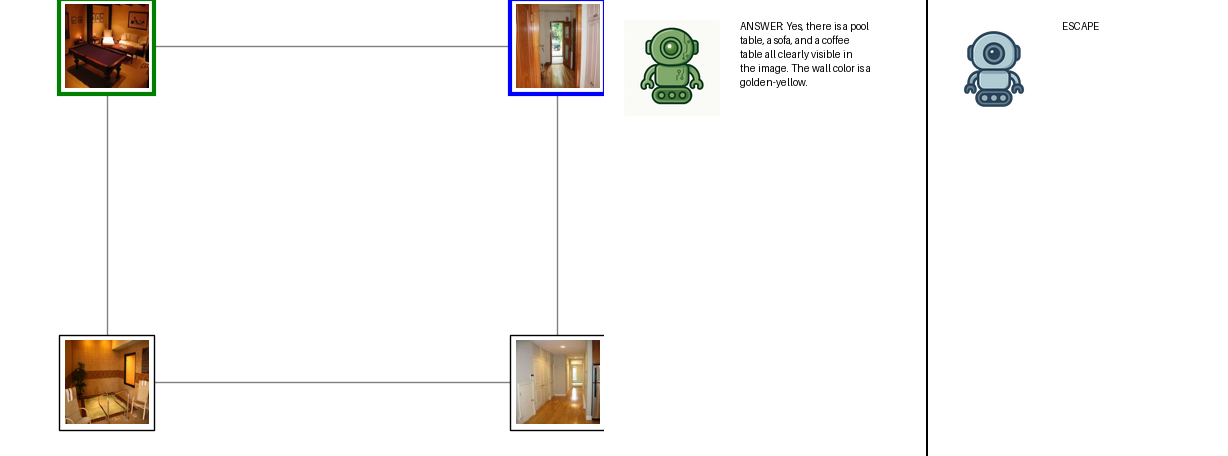 ANSWER: Yes, there is a pool
table, a sofa, and a coffee
table all clearly visible in
the image. The wall color is a
golden-yellow.
ESCAPE